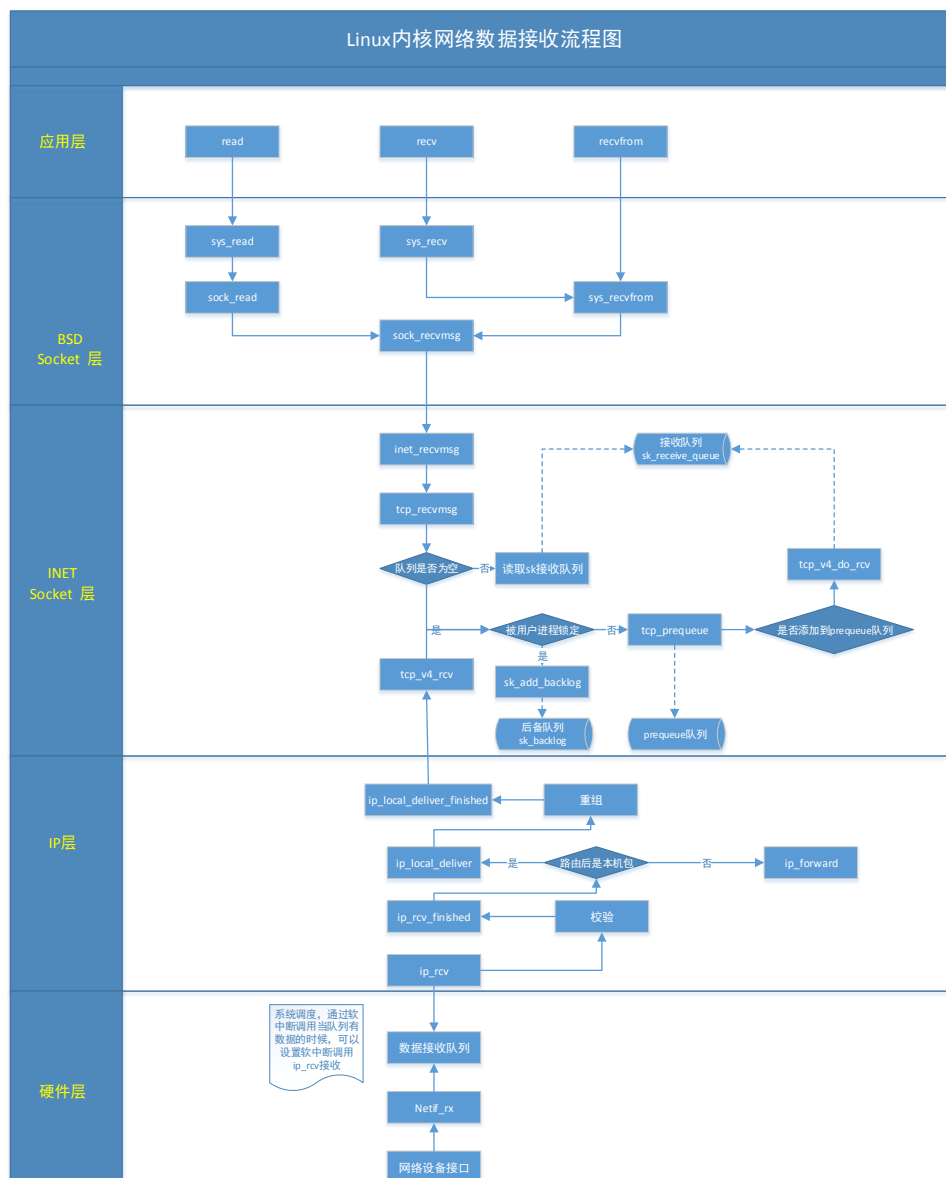 Linux内核网络数据接收流程图
应用层
read
recv
recvfrom
BSD
Socket 层
sys_read
sys_recv
sock_read
sys_recvfrom
sock_recvmsg
INET
Socket 层
inet_recvmsg
接收队列
sk_receive_queue
tcp_recvmsg
队列是否为空
否
读取sk接收队列
tcp_v4_do_rcv
是
被用户进程锁定
否
tcp_prequeue
是否添加到prequeue队列
是
tcp_v4_rcv
sk_add_backlog
后备队列
sk_backlog
prequeue队列
IP层
ip_local_deliver_finished
重组
ip_local_deliver
是
路由后是本机包
否
ip_forward
ip_rcv_finished
校验
ip_rcv
硬件层
系统调度，通过软
中断调用当队列有
数据的时候，可以
设置软中断调用
ip_rcv接收
数据接收队列
Netif_rx
网络设备接口